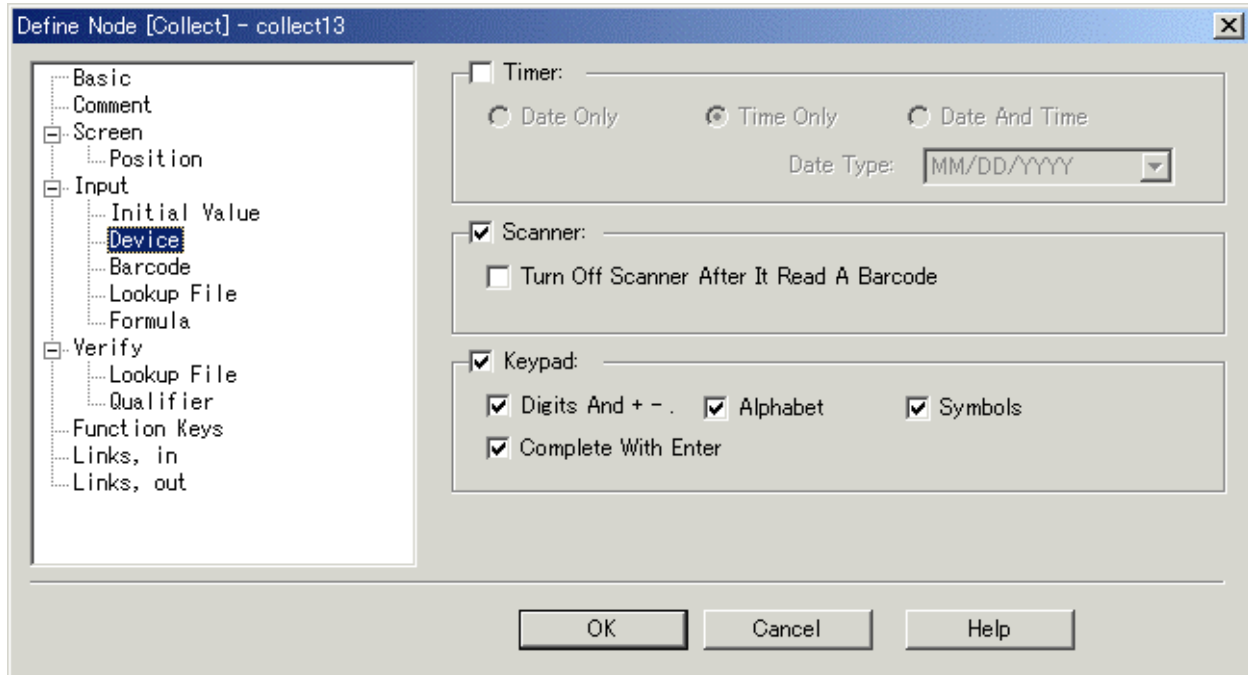 Define Node [Collect] - collect13
Basic
Comment
Screen
Position
Input
Initial Value
Device
Barcode
Lookup File
Formula
Verify
Lookup File
Qualifier
Function Keys
Links, in
Links, out
Timer:
Date Only Time Only Date And Time
Date Type: MM/DD/YYYY
Scanner:
Turn Off Scanner After It Read A Barcode
Keypad:
Digits And + - . Alphabet Symbols
Complete With Enter
OK Cancel Help